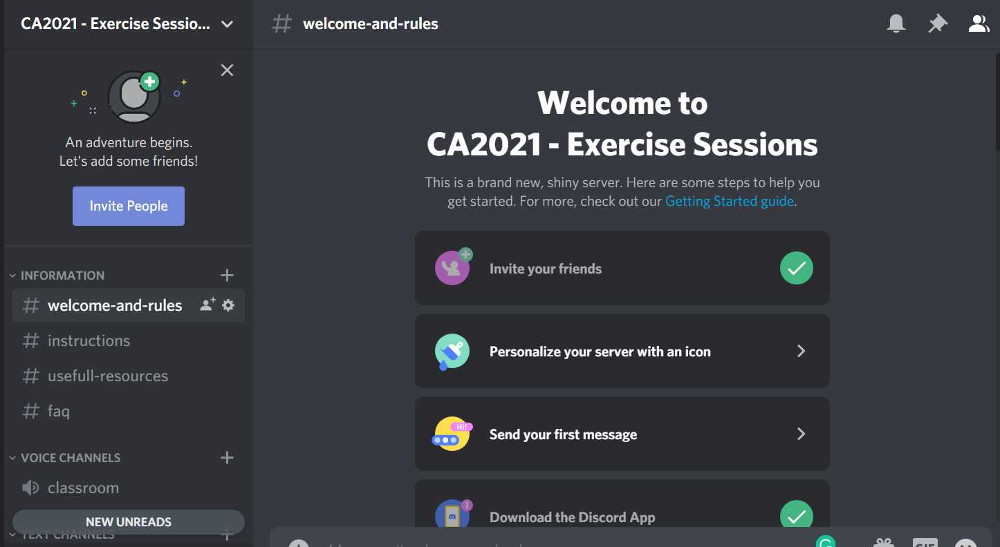 CA2021 - Exercise Sessio...
An adventure begins.
Let's add some friends!
Invite People
INFORMATION
# welcome-and-rules
# instructions
# usefull-resources
# faq
VOICE CHANNELS
classroom
NEW UNREADS
TEXT CHANNELS
# welcome-and-rules
Welcome to
CA2021 - Exercise Sessions
This is a brand new, shiny server. Here are some steps to help you
get started. For more, check out our Getting Started guide.
Invite your friends
Personalize your server with an icon
Hi!
Send your first message
1
Download the Discord App
GIF